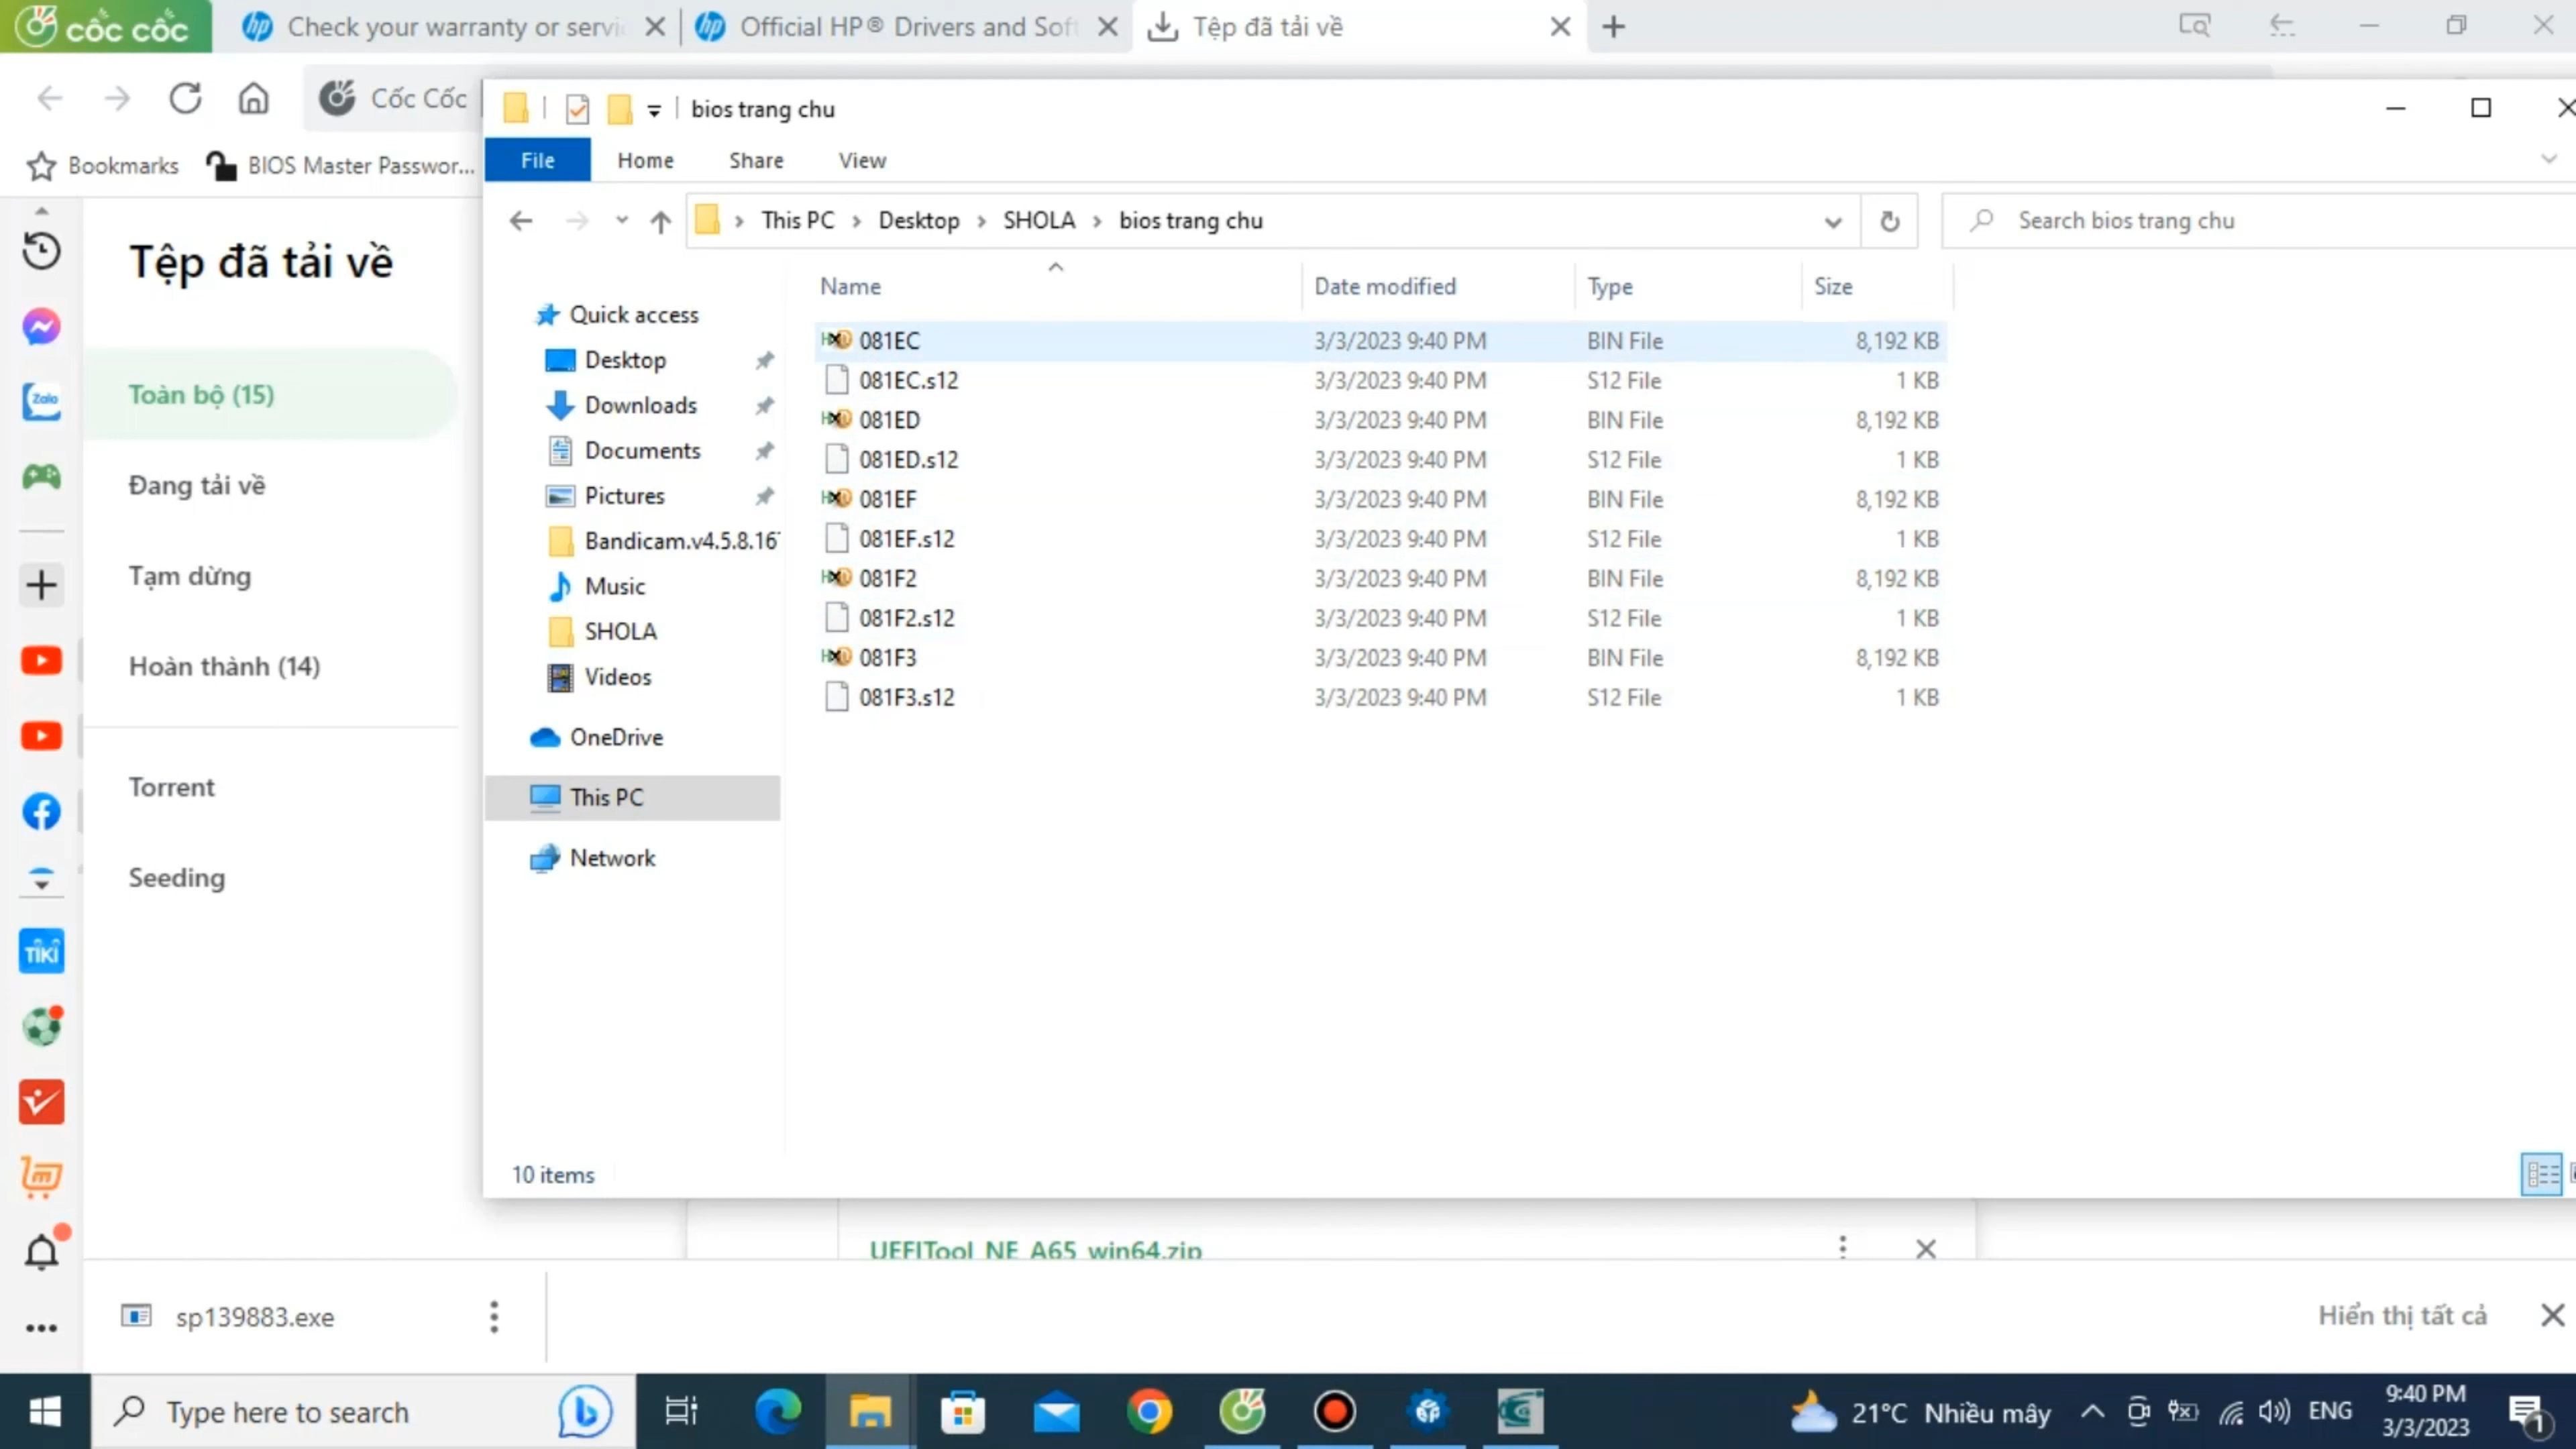 cốc cốc
Check your warranty or servi
Official HP® Drivers and Soft
Tệp đã tải về
Cốc Cốc
bios trang chu
Bookmarks
BIOS Master Passwor...
File Home Share View
This PC › Desktop › SHOLA › bios trang chu
Search bios trang chu
Tệp đã tải về
Toàn bộ (15)
Đang tải về
Tạm dừng
Hoàn thành (14)
Torrent
Seeding
Zalo
TIKI
Quick access
Desktop
Downloads
Documents
Pictures
Bandicam.v4.5.8.16
Music
SHOLA
Videos
OneDrive
This PC
Network
Name Date modified Type Size
081EC 3/3/2023 9:40 PM BIN File 8,192 KB
081EC.s12 3/3/2023 9:40 PM S12 File 1 KB
081ED 3/3/2023 9:40 PM BIN File 8,192 KB
081ED.s12 3/3/2023 9:40 PM S12 File 1 KB
081EF 3/3/2023 9:40 PM BIN File 8,192 KB
081EF.s12 3/3/2023 9:40 PM S12 File 1 KB
081F2 3/3/2023 9:40 PM BIN File 8,192 KB
081F2.s12 3/3/2023 9:40 PM S12 File 1 KB
081F3 3/3/2023 9:40 PM BIN File 8,192 KB
081F3.s12 3/3/2023 9:40 PM S12 File 1 KB
10 items
UEFITool_NE_A65_win64.zip
sp139883.exe
Hiển thị tất cả
Type here to search
21°C Nhiều mây
ENG
9:40 PM
3/3/2023
1